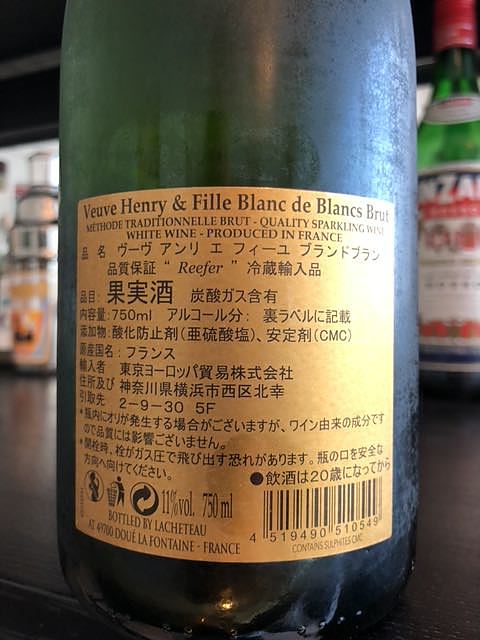 Veuve Henry & Fille Blanc de Blancs Brut
MÉTHODE TRADITIONNELLE BRUT - QUALITY SPARKLING WINE
WHITE WINE - PRODUCED IN FRANCE
品 名 ヴーヴ アンリ エ フィーユ ブランドブラン
品質保証 “ Reefer ” 冷蔵輸入品
品目: 果実酒 炭酸ガス含有
内容量:750ml アルコール分: 裏ラベルに記載
添加物:酸化防止剤(亜硫酸塩)、安定剤(CMC)
原産国名:フランス
輸入者 東京ヨーロッパ貿易株式会社
住所及び 神奈川県横浜市西区北幸
引取先 2-9-30 5F
*瓶内にオリが発生する場合がございますが、ワイン由来の成分です
ので品質には影響ございません。
*開栓時、栓がガス圧で飛び出す恐れがあります。瓶の口を安全な
方向へ向けてください。
●飲酒は20歳になってから
11%vol. 750 ml
BOTTLED BY LACHETEAU
AT 49700 DOUÉ LA FONTAINE - FRANCE
4 519490 510549
CONTAINS SULPHITES CMC
NZA